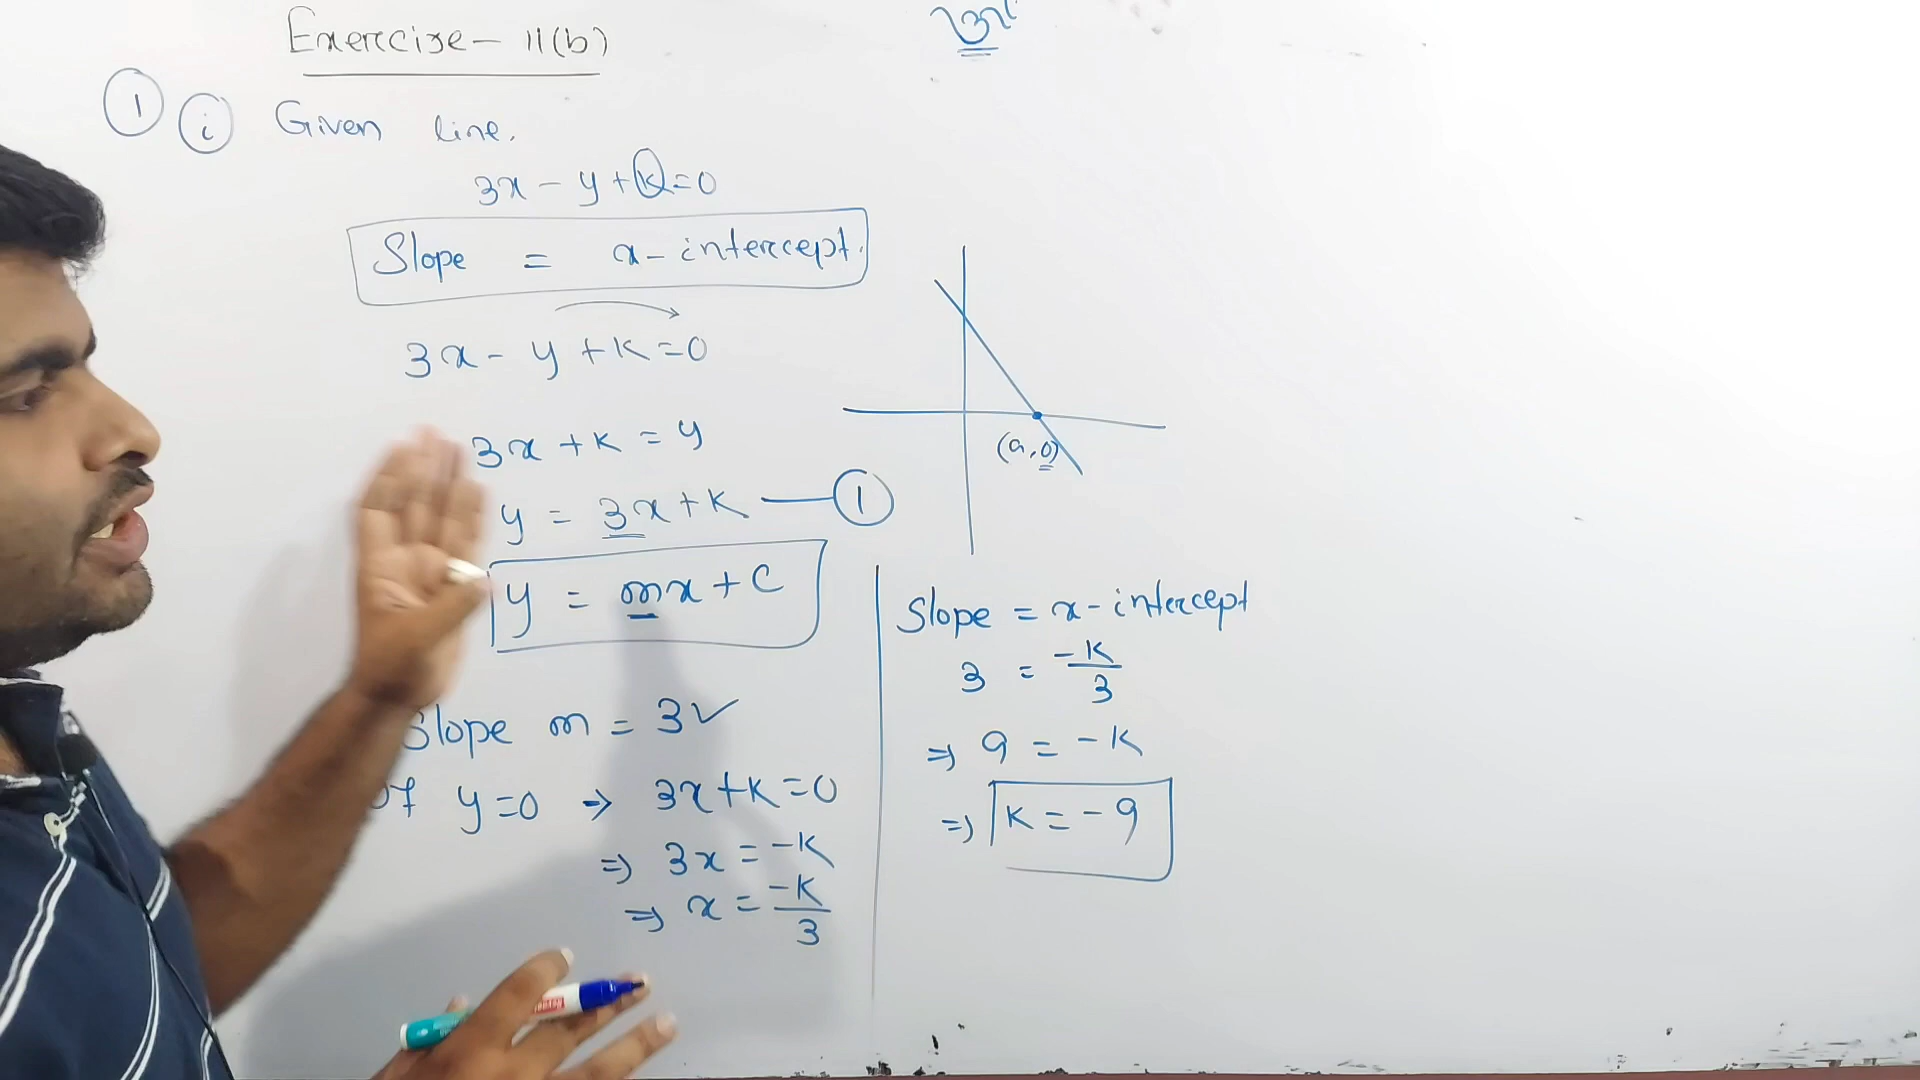 Exercise - 11(b)
1 i Given line.
3x - y + k = 0
Slope = x - intercept.
3x - y + k = 0
3x + k = y
y = 3x + k — 1
y = mx + c
Slope m = 3 ✓
If y = 0 ⇒ 3x + k = 0
⇒ 3x = -k
⇒ x = -k/3
(a, 0)
Slope = x - intercept
3 = -k/3
⇒ 9 = -k
⇒ k = -9